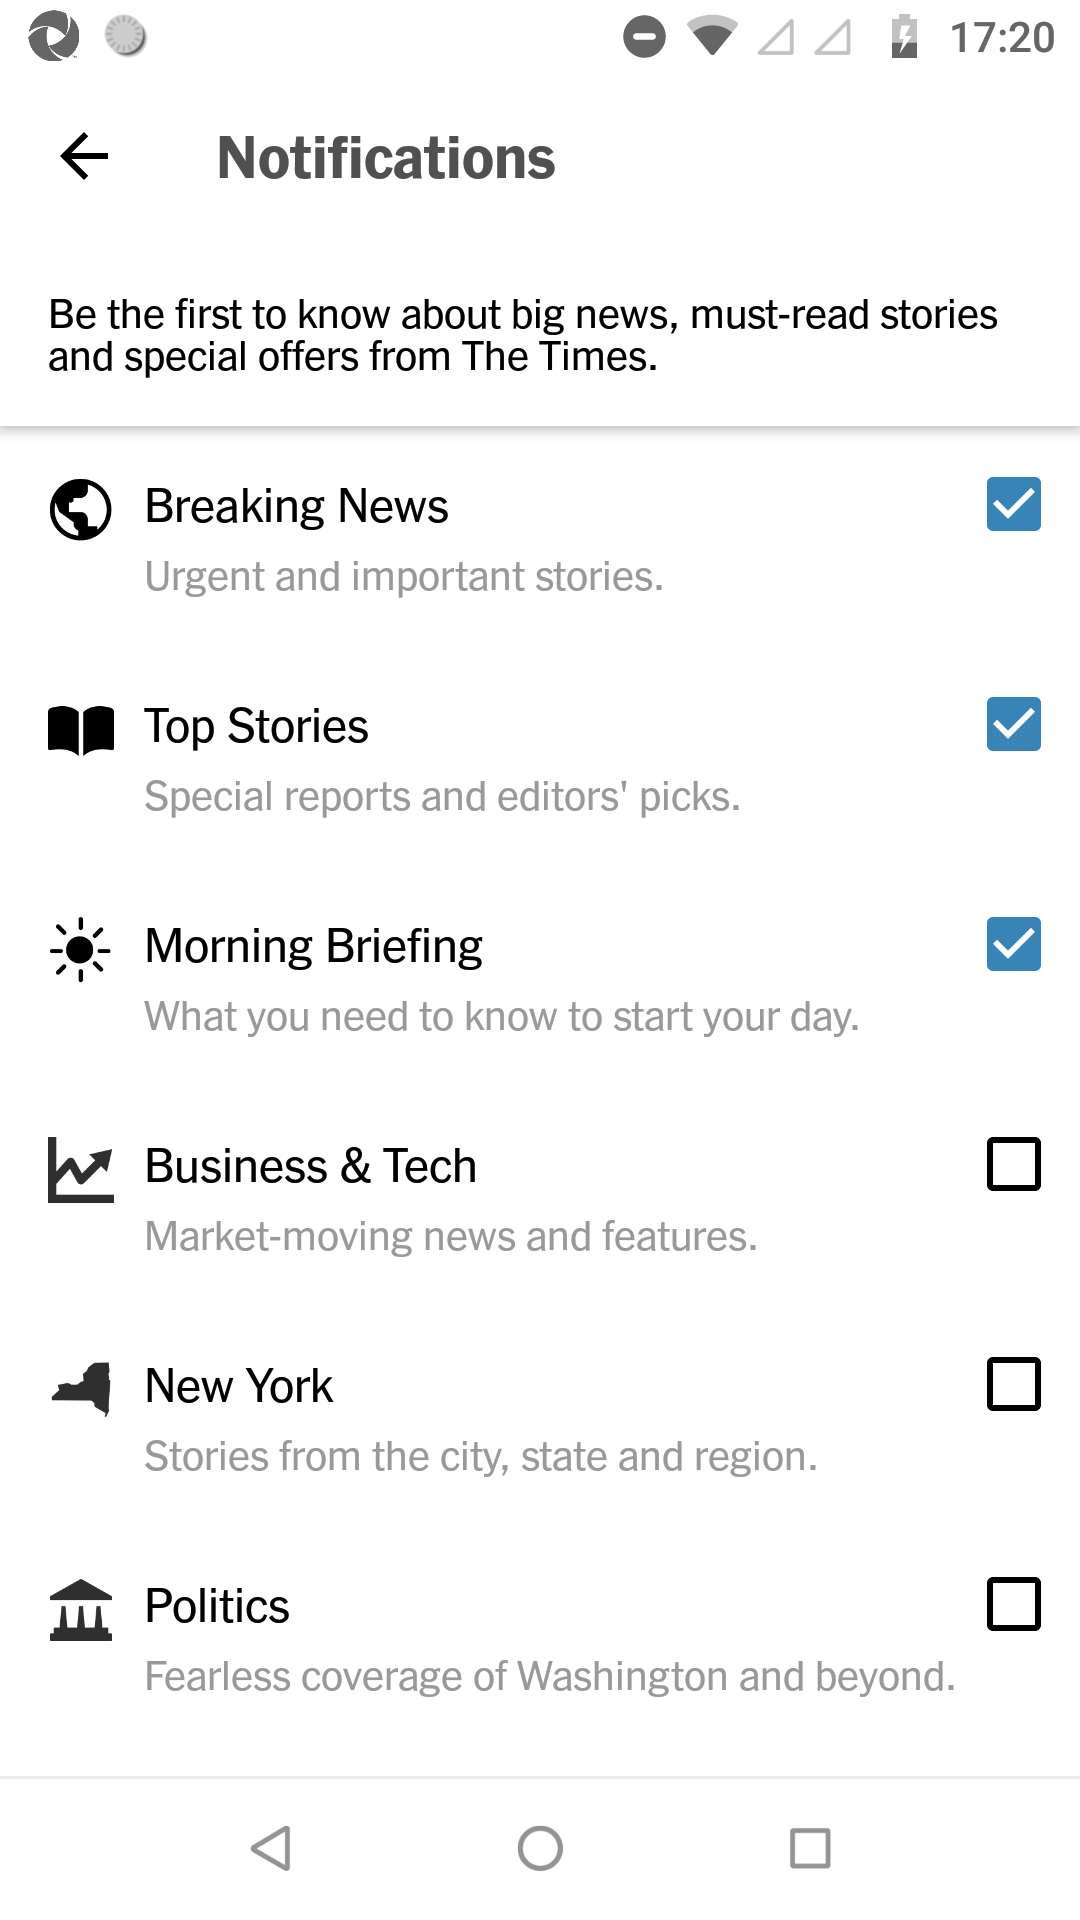 17:20
Notifications
Be the first to know about big news, must-read stories
and special offers from The Times.
Breaking News
Urgent and important stories.
Top Stories
Special reports and editors' picks.
Morning Briefing
What you need to know to start your day.
Business & Tech
Market-moving news and features.
New York
Stories from the city, state and region.
Politics
Fearless coverage of Washington and beyond.